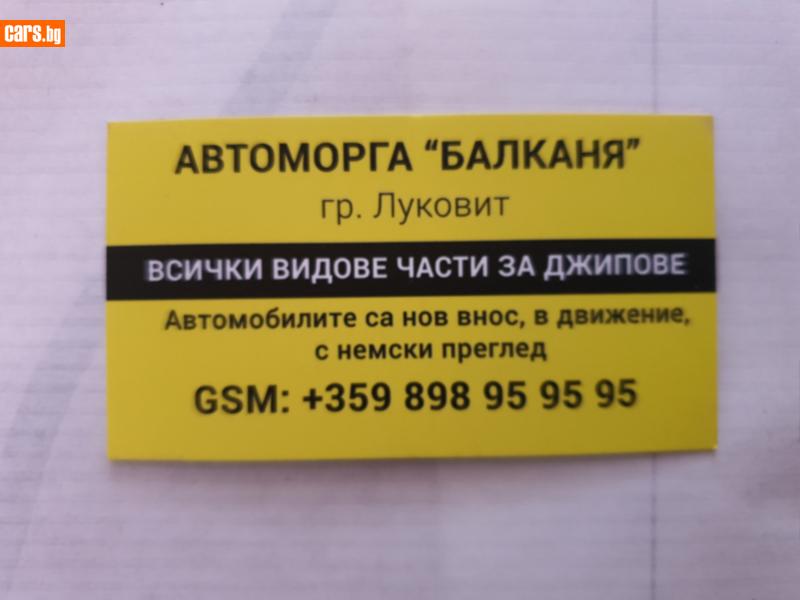 cars.bg
АВТОМОРГА “БАЛКАНЯ”
гр. Луковит
ВСИЧКИ ВИДОВЕ ЧАСТИ ЗА ДЖИПОВЕ
Автомобилите са нов внос, в движение,
с немски преглед
GSM: +359 898 95 95 95